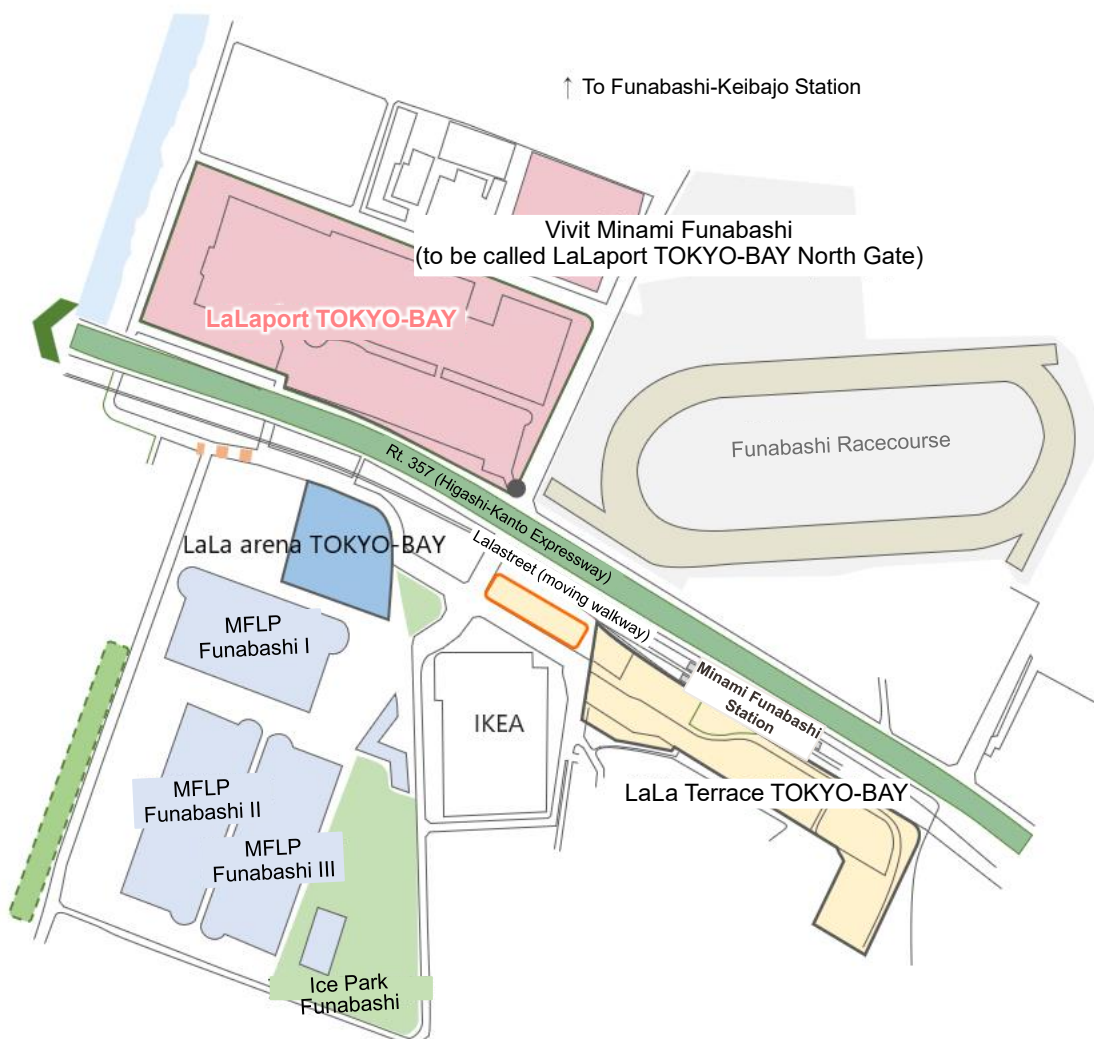 ↑ To Funabashi-Keibajo Station
Vivit Minami Funabashi
(to be called LaLaport TOKYO-BAY North Gate)
LaLaport TOKYO-BAY
Funabashi Racecourse
Rt. 357 (Higashi-Kanto Expressway)
Lalastreet (moving walkway)
LaLa arena TOKYO-BAY
MFLP
Funabashi I
Minami Funabashi
Station
IKEA
LaLa Terrace TOKYO-BAY
MFLP
Funabashi II
MFLP
Funabashi III
Ice Park
Funabashi